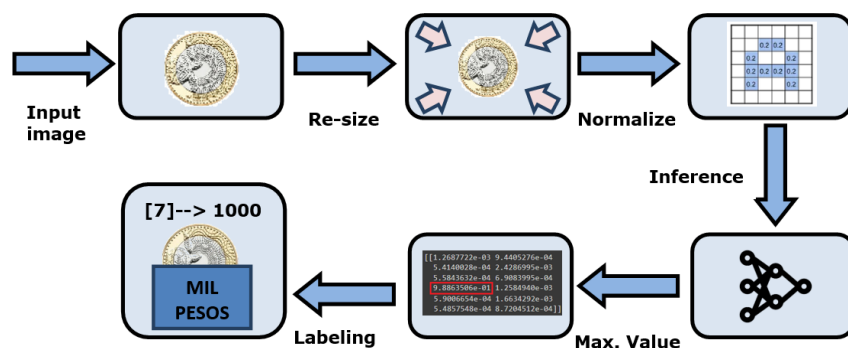 Input
image
Re-size
Normalize
0.2 0.2
0.2 0.2
0.2 0.2 0.2 0.2
0.2 0.2
Inference
Max. Value
[[1.2687722e-03 9.4405276e-04
5.4140028e-04 2.4286995e-03
5.5843632e-04 6.9083995e-04
9.8863506e-01 1.2584940e-03
5.9006654e-04 1.6634292e-03
5.4857548e-04 8.7204512e-04]]
Labeling
[7]--> 1000
MIL
PESOS